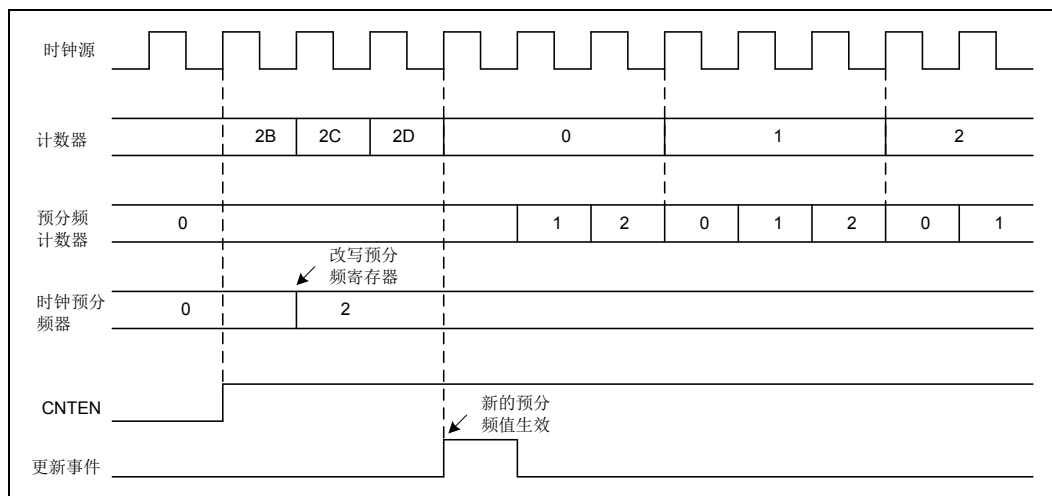 时钟源
计数器
2B 2C 2D 0 1 2
预分频
计数器
0 1 2 0 1 2 0 1
改写预分
频寄存器
时钟预分
频器
0 2
CNTEN
新的预分
频值生效
更新事件